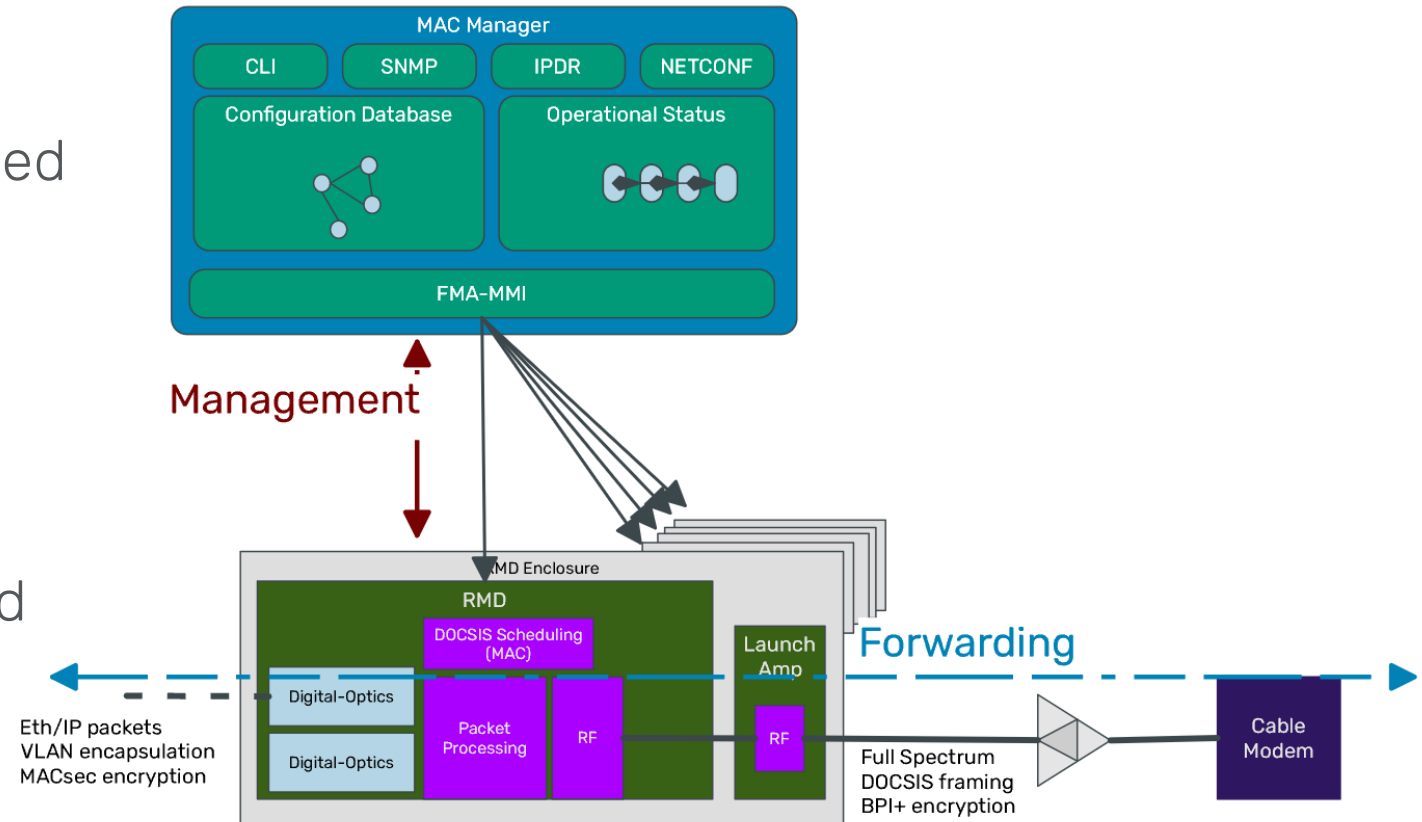 MAC Manager
CLI
SNMP
IPDR
NETCONF
Configuration Database
Operational Status
ed
FMA-MMI
Management
MD Enclosure
RMD
d
DOCSIS Scheduling
(MAC)
Launch
Amp
Forwarding
Digital-Optics
Packet
Processing
RF
Digital-Optics
RF
Eth/IP packets
VLAN encapsulation
MACsec encryption
Full Spectrum
DOCSIS framing
BPI+ encryption
Cable
Modem